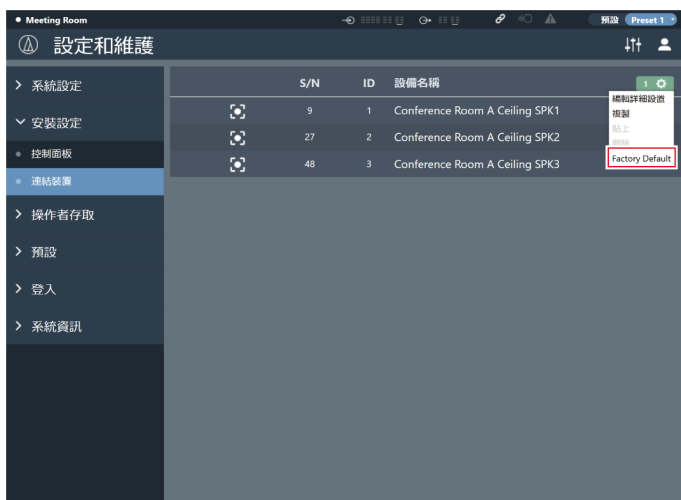 Meeting Room
預設 Preset 1
設定和維護
系統設定
安裝設定
控制面板
連結裝置
操作者存取
預設
登入
系統資訊
S/N ID 設備名稱 1
9 1 Conference Room A Ceiling SPK1
27 2 Conference Room A Ceiling SPK2
48 3 Conference Room A Ceiling SPK3
編輯詳細設置
複製
貼上
Factory Default